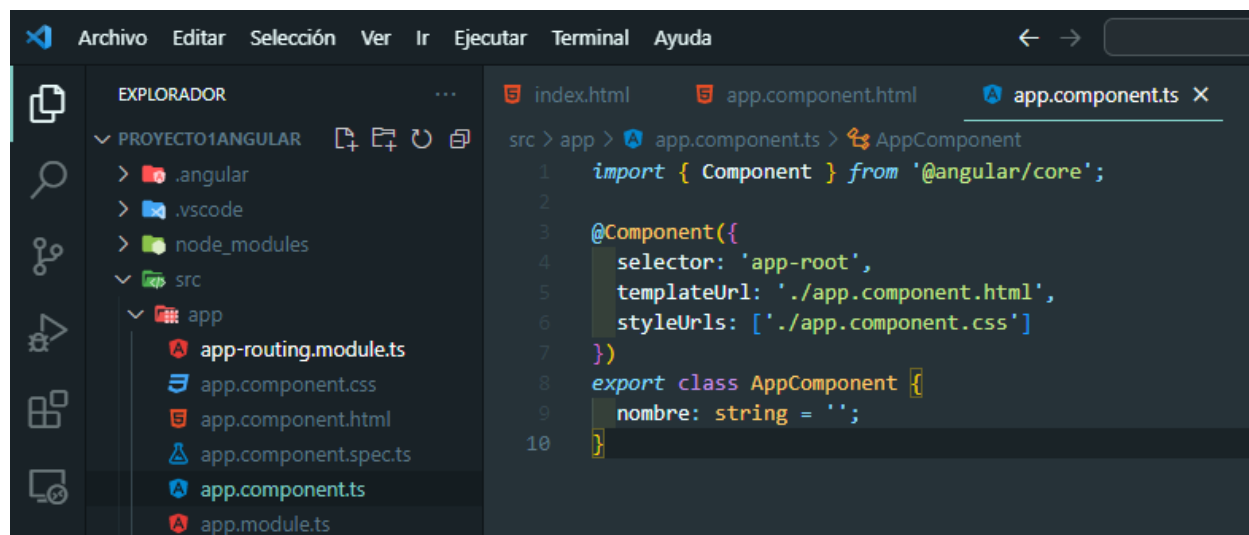 Archivo Editar Selección Ver Ir Ejecutar Terminal Ayuda
EXPLORADOR
PROYECTO1ANGULAR
.angular
.vscode
node_modules
src
app
app-routing.module.ts
app.component.css
app.component.html
app.component.spec.ts
app.component.ts
app.module.ts
index.html app.component.html app.component.ts
src > app > app.component.ts > AppComponent
1 import { Component } from '@angular/core';
2
3 @Component({
4 selector: 'app-root',
5 templateUrl: './app.component.html',
6 styleUrls: ['./app.component.css']
7 })
8 export class AppComponent {
9 nombre: string = '';
10 }